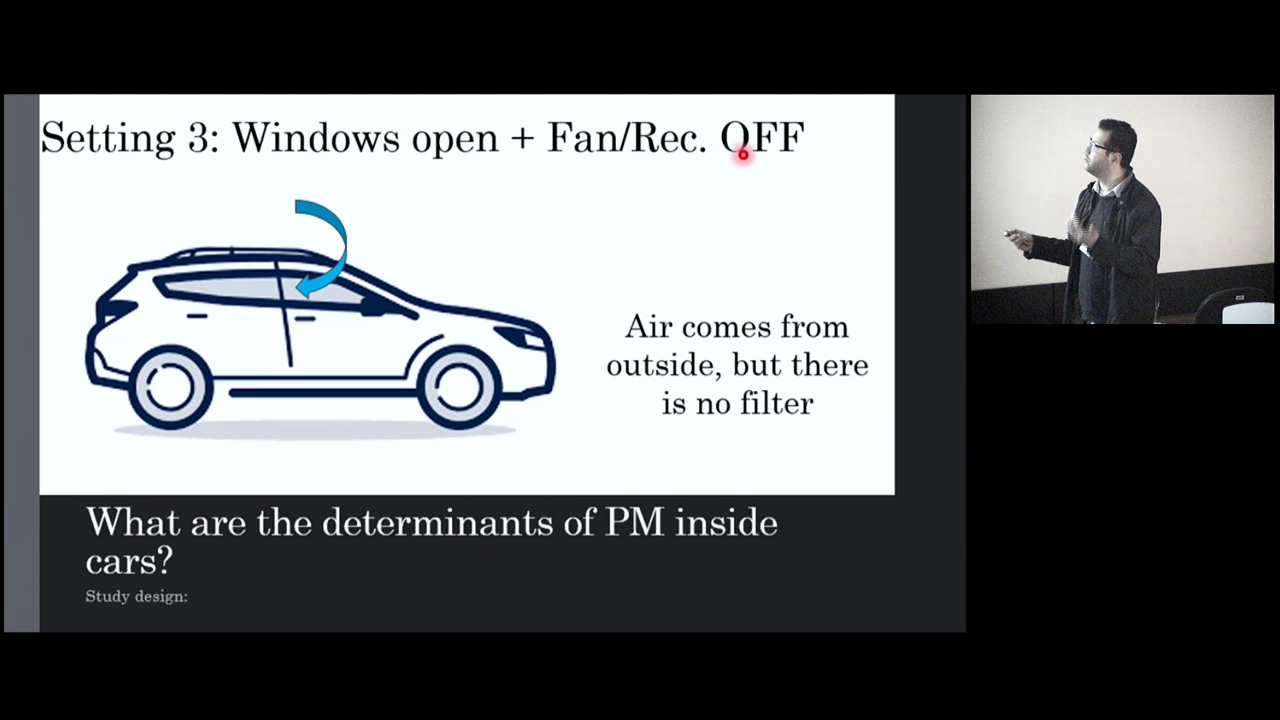 Setting 3: Windows open + Fan/Rec. OFF
Air comes from
outside, but there
is no filter
What are the determinants of PM inside
cars?
Study design: